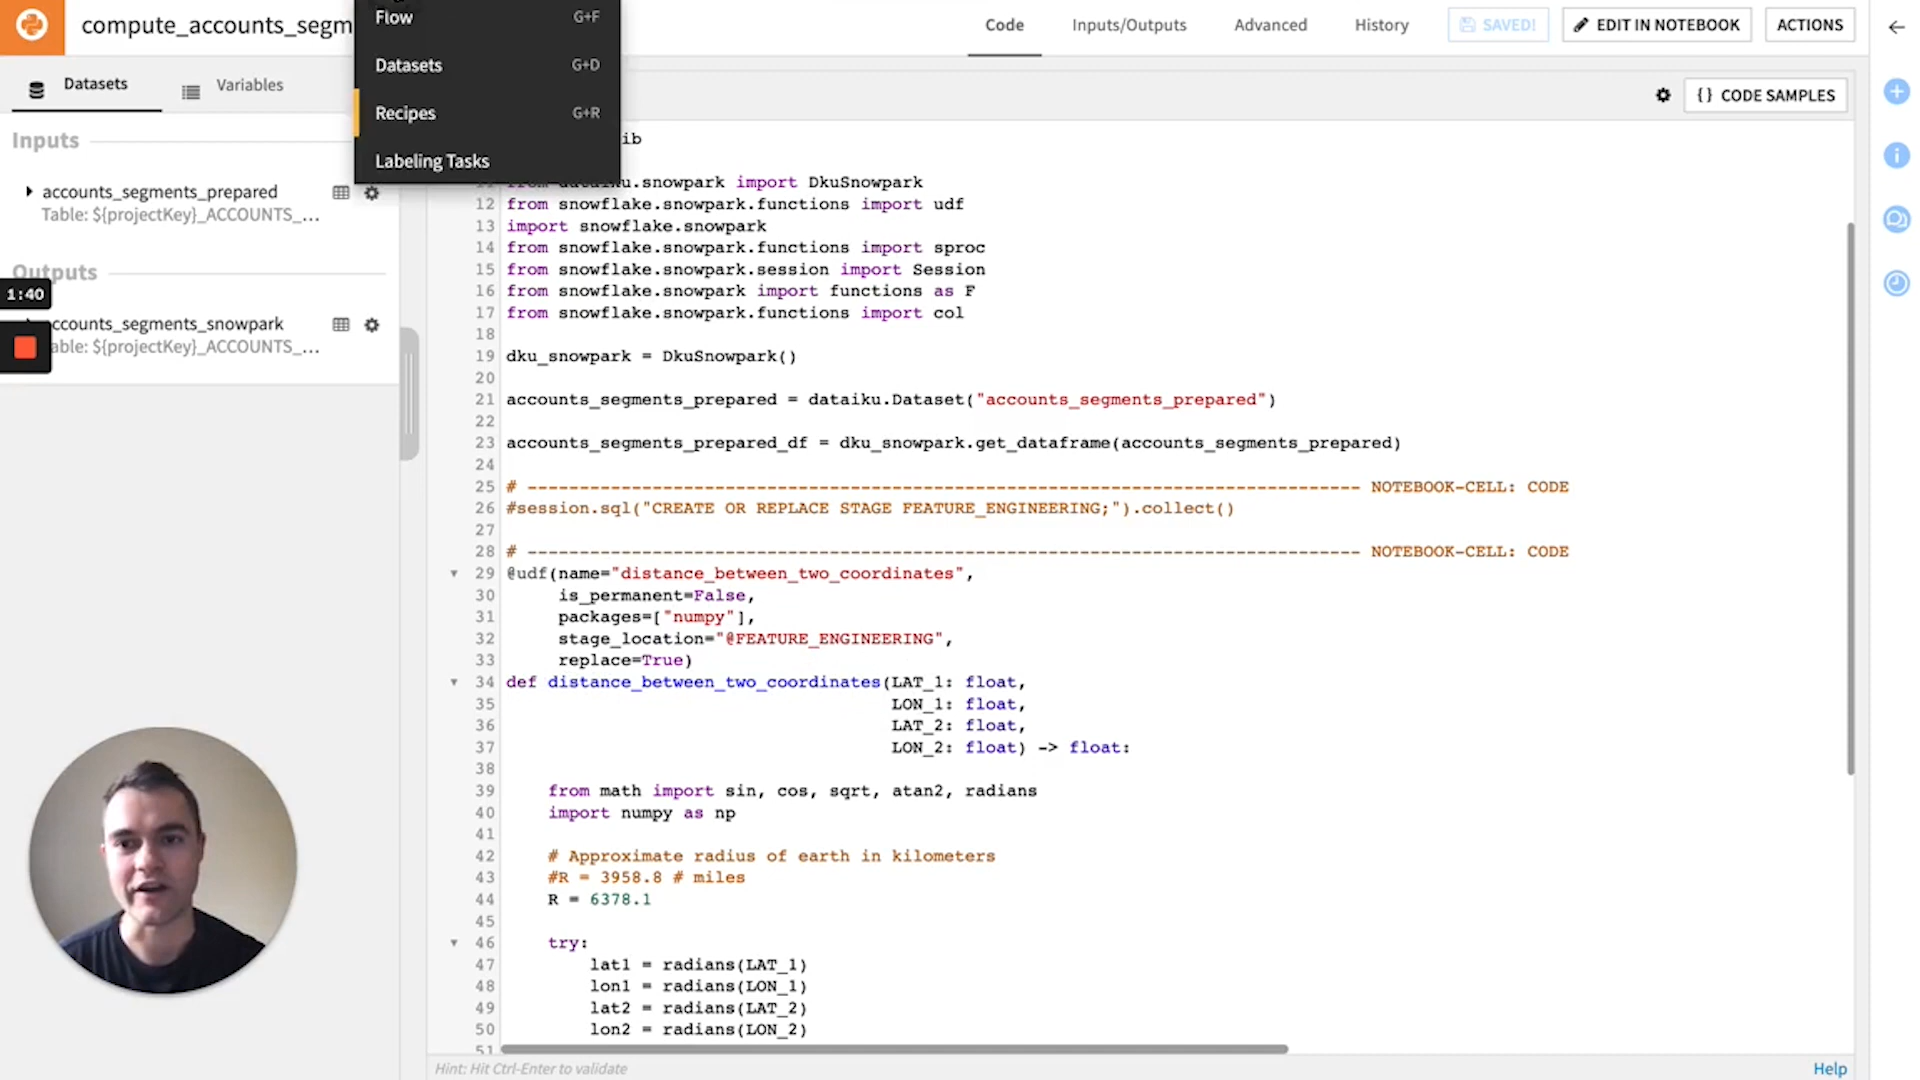 compute_accounts_segm
Flow G+F
Datasets G+D
Recipes G+R
Labeling Tasks
Code
Inputs/Outputs
Advanced
History
SAVED!
EDIT IN NOTEBOOK
ACTIONS
Datasets
Variables
{} CODE SAMPLES
Inputs
accounts_segments_prepared
Table: ${projectKey}_ACCOUNTS_...
Outputs
1:40
ccounts_segments_snowpark
able: ${projectKey}_ACCOUNTS_...
ib
11 from dataiku.snowpark import DkuSnowpark
12 from snowflake.snowpark.functions import udf
13 import snowflake.snowpark
14 from snowflake.snowpark.functions import sproc
15 from snowflake.snowpark.session import Session
16 from snowflake.snowpark import functions as F
17 from snowflake.snowpark.functions import col
18
19 dku_snowpark = DkuSnowpark()
20
21 accounts_segments_prepared = dataiku.Dataset("accounts_segments_prepared")
22
23 accounts_segments_prepared_df = dku_snowpark.get_dataframe(accounts_segments_prepared)
24
25 # -------------------------------------------------------------------------------- NOTEBOOK-CELL: CODE
26 #session.sql("CREATE OR REPLACE STAGE FEATURE_ENGINEERING;").collect()
27
28 # -------------------------------------------------------------------------------- NOTEBOOK-CELL: CODE
29 @udf(name="distance_between_two_coordinates",
30 is_permanent=False,
31 packages=["numpy"],
32 stage_location="@FEATURE_ENGINEERING",
33 replace=True)
34 def distance_between_two_coordinates(LAT_1: float,
35 LON_1: float,
36 LAT_2: float,
37 LON_2: float) -> float:
38
39 from math import sin, cos, sqrt, atan2, radians
40 import numpy as np
41
42 # Approximate radius of earth in kilometers
43 #R = 3958.8 # miles
44 R = 6378.1
45
46 try:
47 lat1 = radians(LAT_1)
48 lon1 = radians(LON_1)
49 lat2 = radians(LAT_2)
50 lon2 = radians(LON_2)
51
Hint: Hit Ctrl-Enter to validate
Help